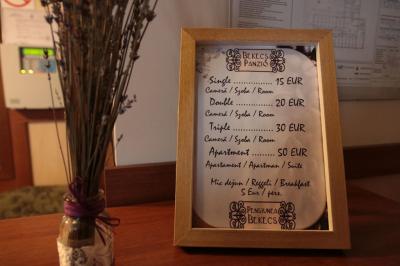 BEKECS
PANZIÓ
Single ................ 15 EUR
Cameră / Szoba / Room
Double ............... 20 EUR
Cameră / Szoba / Room
Triple ................ 30 EUR
Cameră / Szoba / Room
Apartment .......... 50 EUR
Apartament / Apartman / Suite
Mic dejun / Reggeli / Breakfast
5 Eur / pers.
PENSIUNEA
BEKECS